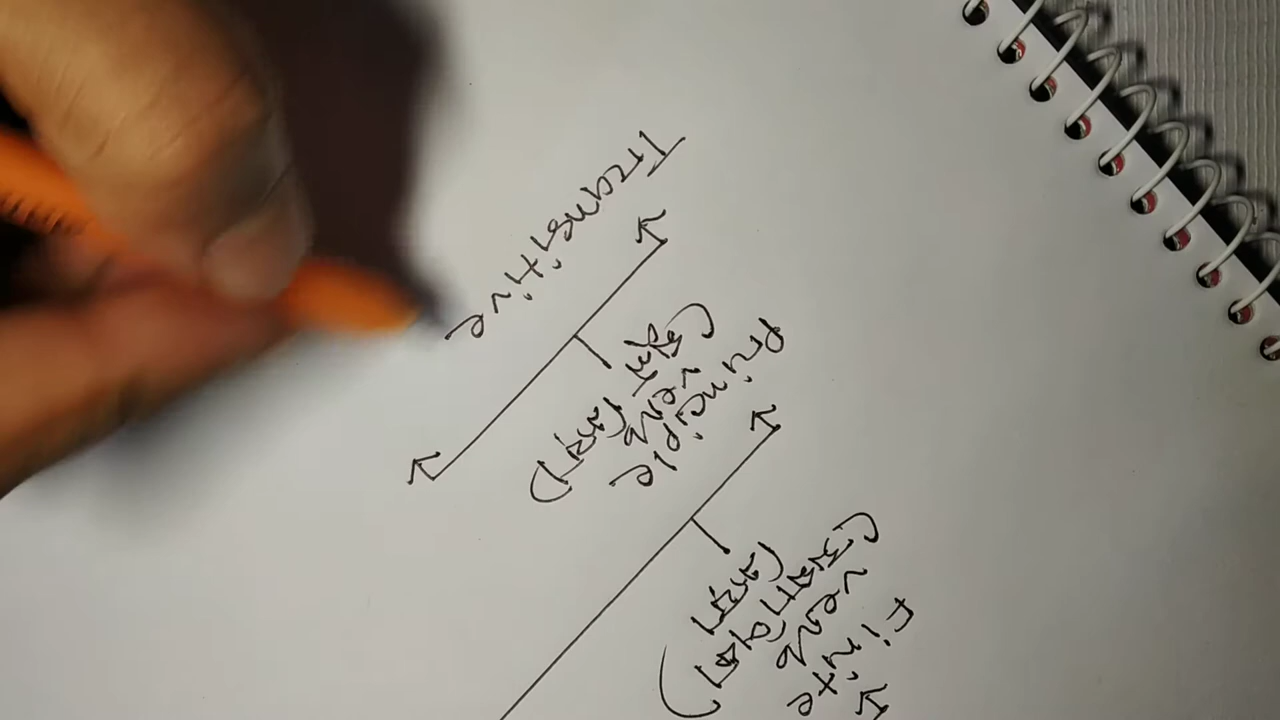 Finite
verb
(সমাপিকা
ক্রিয়া)
Principle
verb
ক্রিয়া)
Transitive